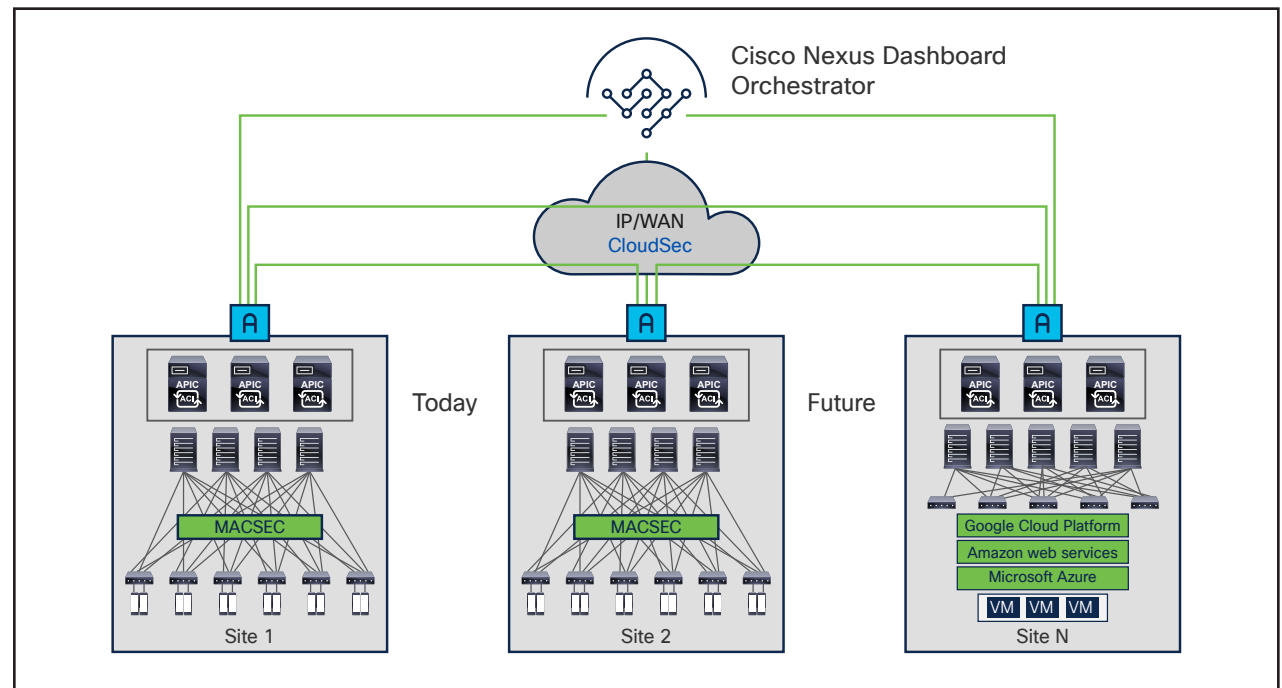 Cisco Nexus Dashboard
Orchestrator
IP/WAN
CloudSec
A
A
A
APIC
ACI
APIC
ACI
APIC
ACI
APIC
ACI
APIC
ACI
APIC
ACI
APIC
ACI
APIC
ACI
APIC
ACI
Today
Future
MACSEC
MACSEC
Google Cloud Platform
Amazon web services
Microsoft Azure
VM VM VM
Site 1
Site 2
Site N